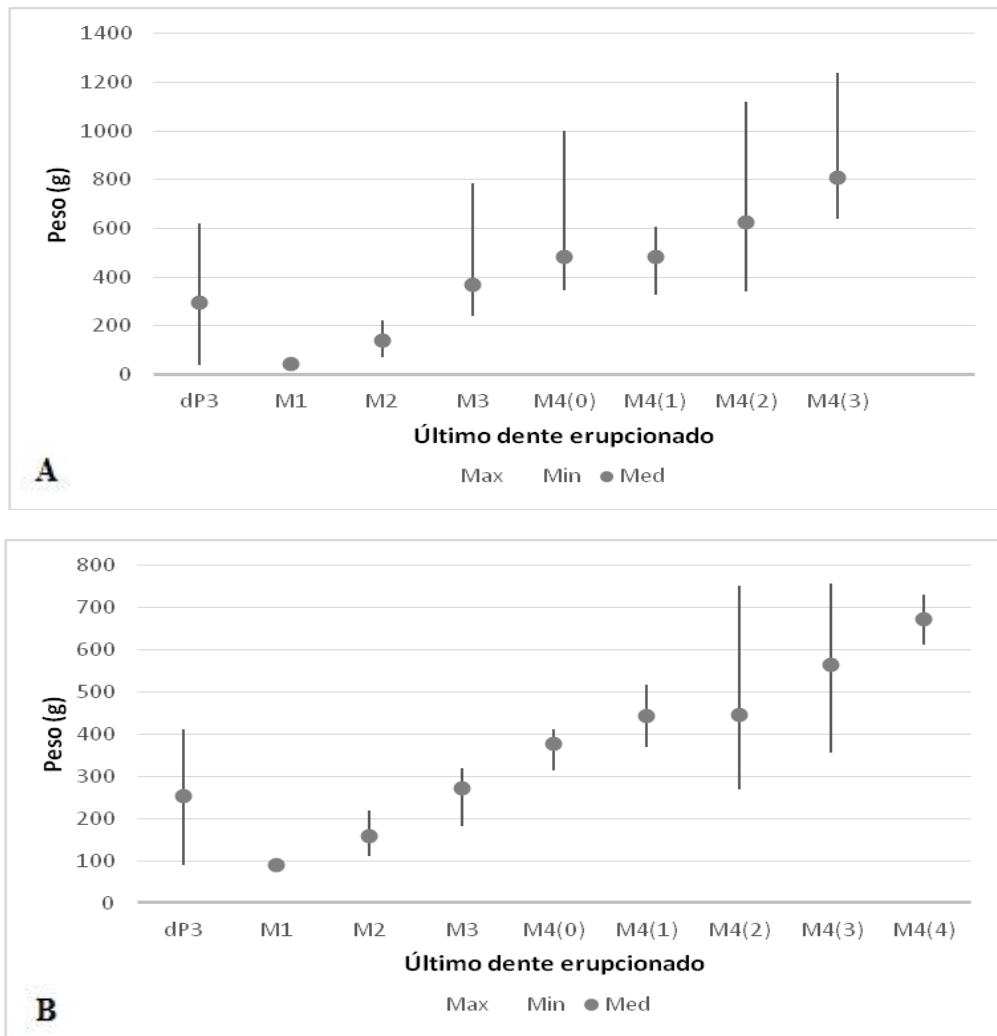 1400
1200
1000
800
600
400
200
0
Peso (g)
dP3 M1 M2 M3 M4(0) M4(1) M4(2) M4(3)
Último dente erupcionado
Max Min Med
A
800
700
600
500
400
300
200
100
0
Peso (g)
dP3 M1 M2 M3 M4(0) M4(1) M4(2) M4(3) M4(4)
Último dente erupcionado
Max Min Med
B